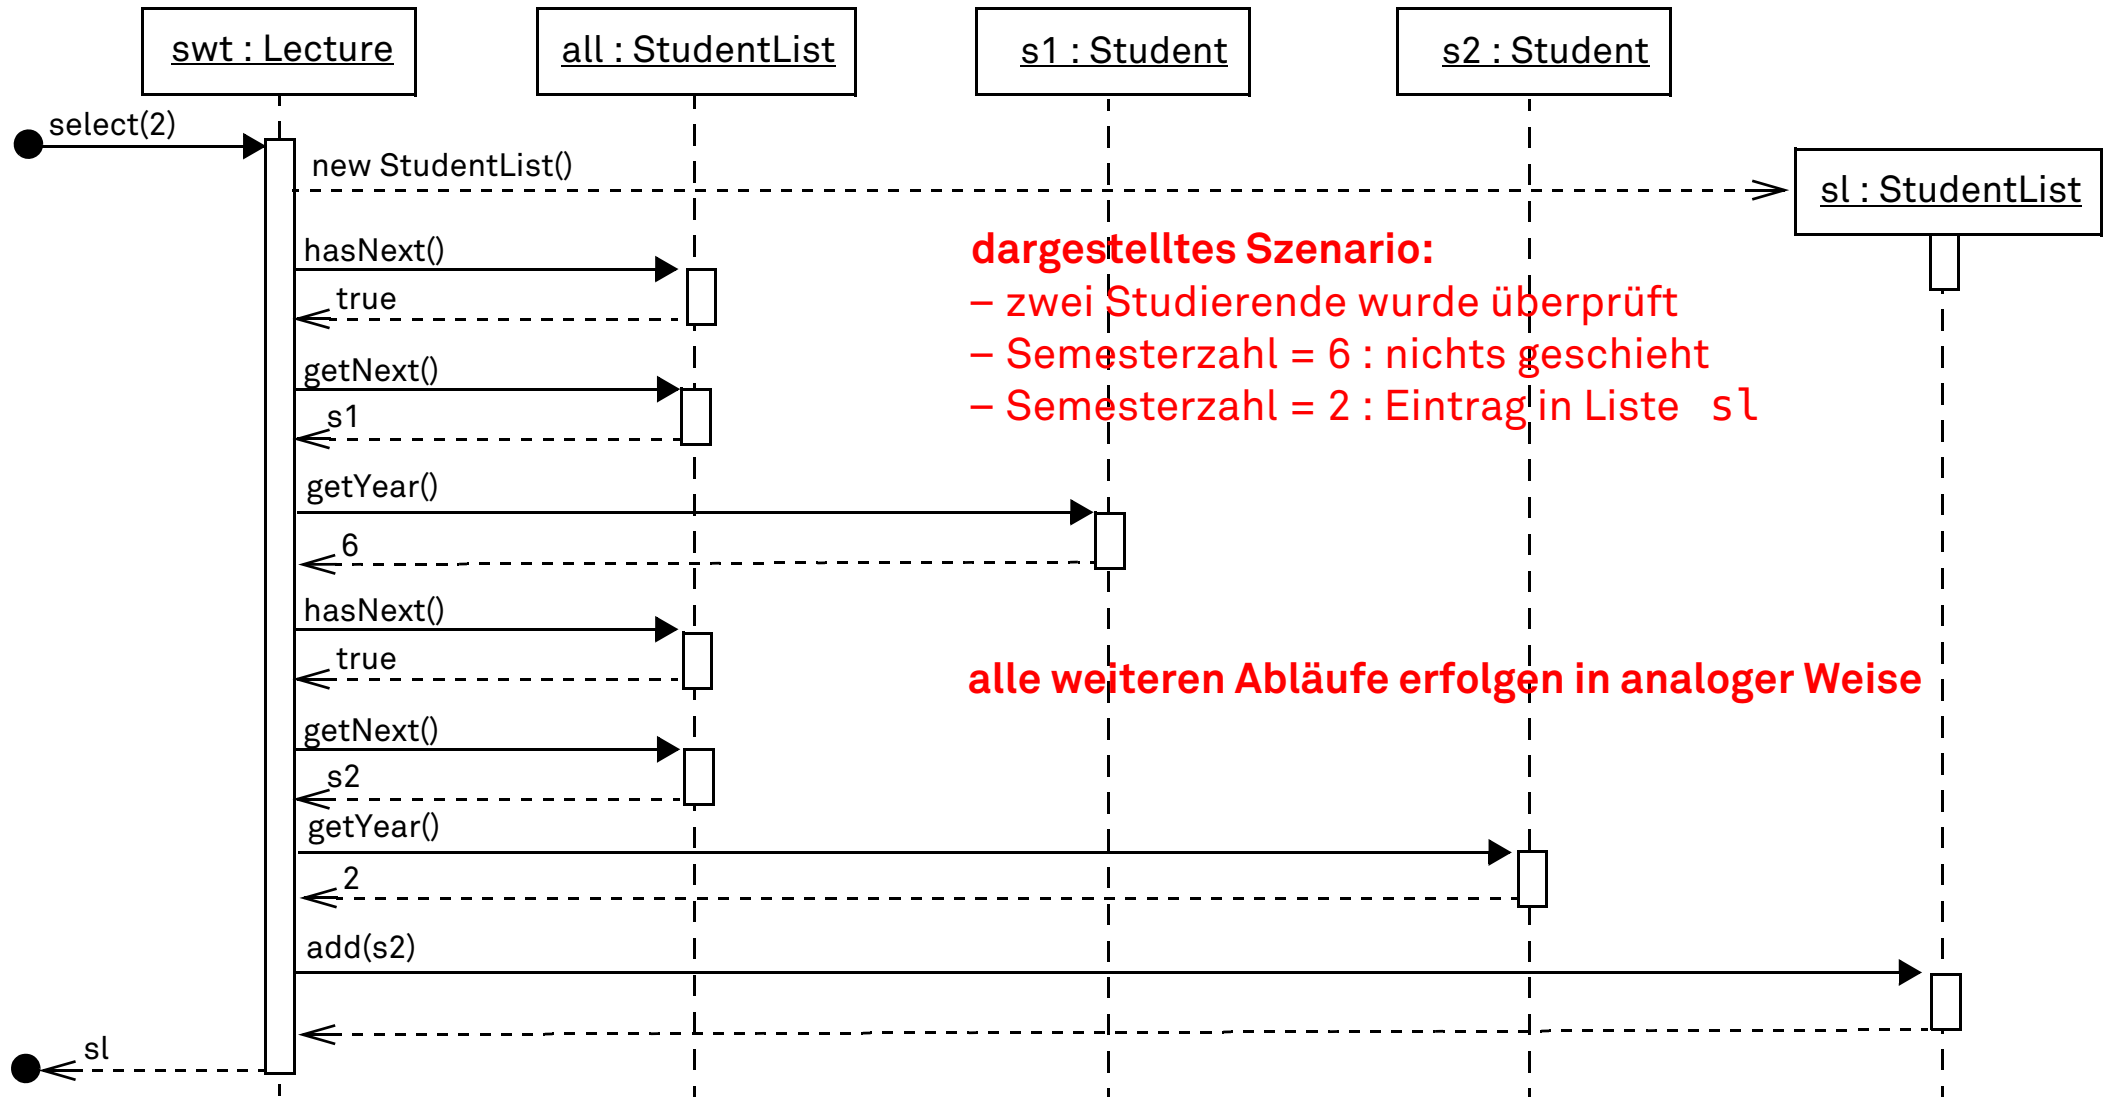 swt : Lecture
all : StudentList
s1 : Student
s2 : Student
select(2)
new StudentList()
sl : StudentList
hasNext()
true
dargestelltes Szenario:
– zwei Studierende wurde überprüft
– Semesterzahl = 6 : nichts geschieht
– Semesterzahl = 2 : Eintrag in Liste sl
getNext()
s1
getYear()
6
hasNext()
true
alle weiteren Abläufe erfolgen in analoger Weise
getNext()
s2
getYear()
2
add(s2)
sl